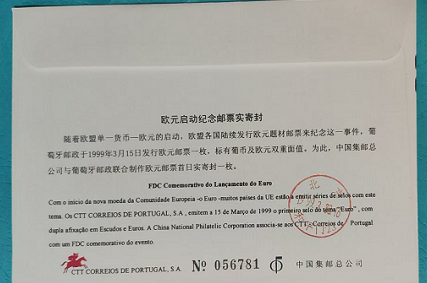 欧元启动纪念邮票实寄封
随着欧盟单一货币—欧元的启动，欧盟各国陆续发行欧元题材邮票来纪念这一事件，葡
萄牙邮政于1999年3月15日发行欧元邮票一枚，标有葡币及欧元双重面值。为此，中国集邮总
公司与葡萄牙邮政联合制作欧元邮票首日实寄封一枚。
FDC Comemorativo do Lançamento do Euro
Com o início da nova moeda da Comunidade Europeia -o Euro -muitos países da UE estão a emitir séries de selos com este
tema. Os CTT CORREIOS DE PORTUGAL, S.A , emitem a 15 de Março de 1999 o primeiro selo do tema "Euro" , com
dupla afixação em Escudos e Euros. A China National Philatelic Corporation associa-se aos CTT Correios de Portugal
com um FDC comemorativo do evento.
CTT CORREIOS DE PORTUGAL, S.A. Nº 056781 中国集邮总公司
北京